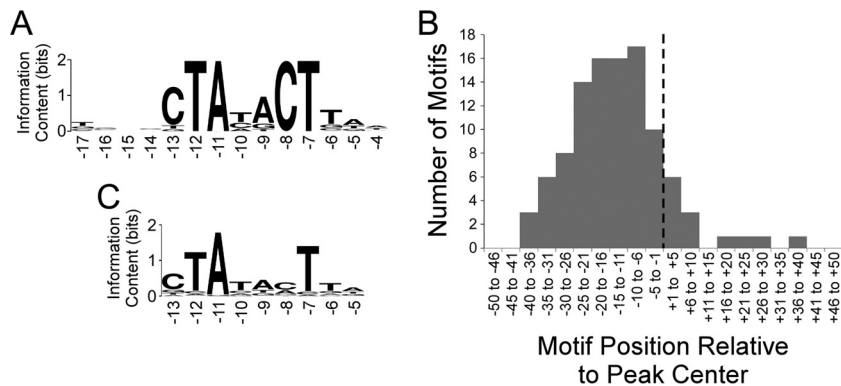 A
Information
Content (bits)
2
1
0
CTATACTTA
-17
-16
-15
-14
-13
-12
-11
-10
-9
-8
-7
-6
-5
-4
B
Number of Motifs
18
16
14
12
10
8
6
4
2
0
-50 to -46
-45 to -41
-40 to -36
-35 to -31
-30 to -26
-25 to -21
-20 to -16
-15 to -11
-10 to -6
-5 to -1
+1 to +5
+6 to +10
+11 to +15
+16 to +20
+21 to +25
+26 to +30
+31 to +35
+36 to +40
+41 to +45
+46 to +50
Motif Position Relative
to Peak Center
C
Information
Content (bits)
2
1
0
CTATACTTA
-13
-12
-11
-10
-9
-8
-7
-6
-5